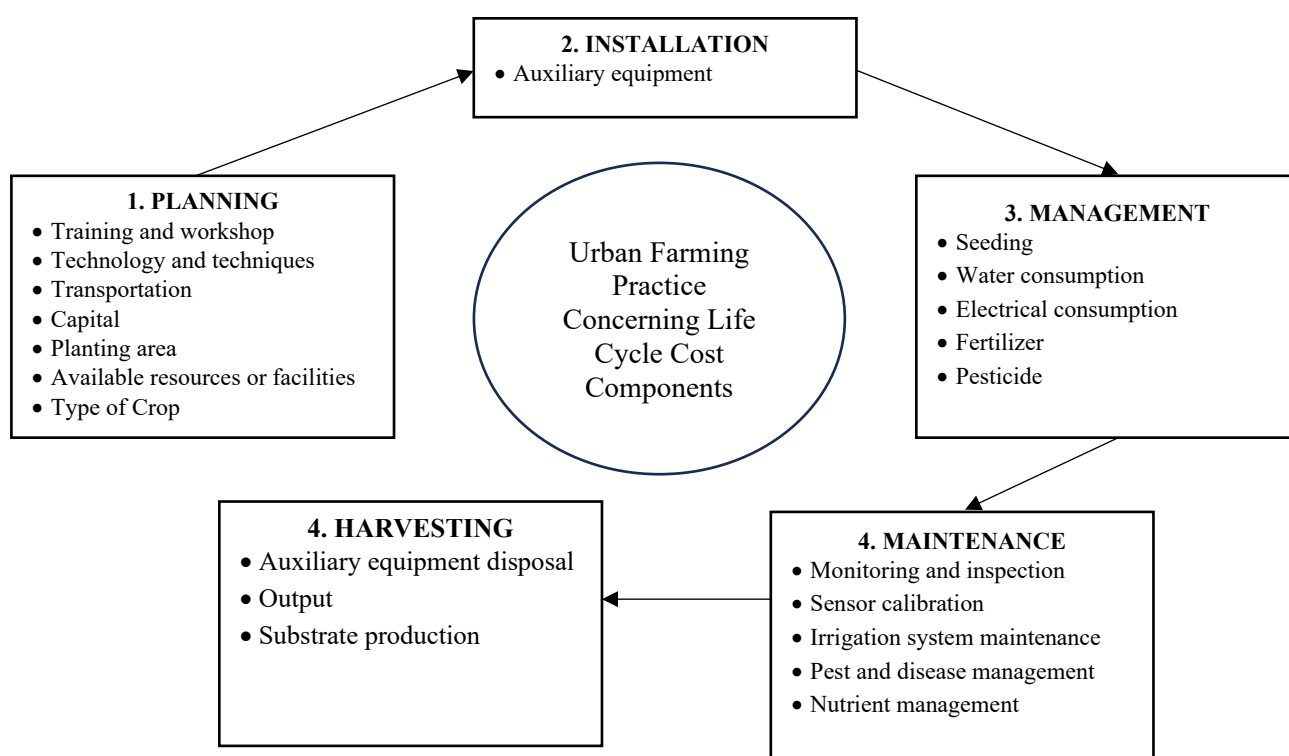 1. PLANNING
• Training and workshop
• Technology and techniques
• Transportation
• Capital
• Planting area
• Available resources or facilities
• Type of Crop
2. INSTALLATION
• Auxiliary equipment
3. MANAGEMENT
• Seeding
• Water consumption
• Electrical consumption
• Fertilizer
• Pesticide
4. MAINTENANCE
• Monitoring and inspection
• Sensor calibration
• Irrigation system maintenance
• Pest and disease management
• Nutrient management
4. HARVESTING
• Auxiliary equipment disposal
• Output
• Substrate production
Urban Farming
Practice
Concerning Life
Cycle Cost
Components